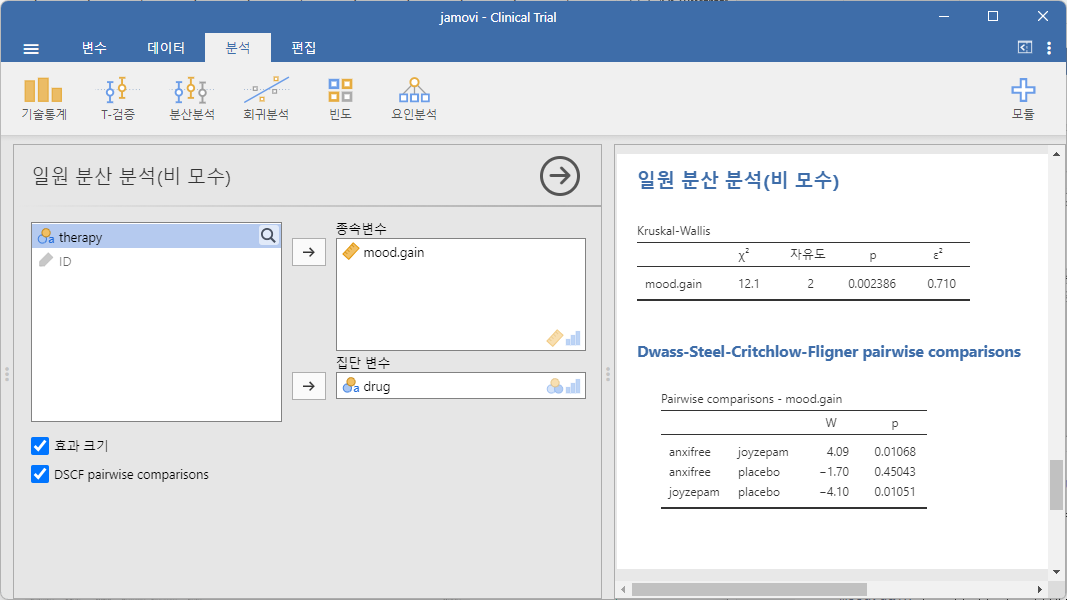 jamovi - Clinical Trial
변수 데이터 분석 편집
기술통계 T-검증 분산분석 회귀분석 빈도 요인분석 모듈
일원 분산 분석(비 모수)
therapy
ID
종속변수
mood.gain
집단 변수
drug
효과 크기
DSCF pairwise comparisons
일원 분산 분석(비 모수)
Kruskal-Wallis
χ² 자유도 p ε²
mood.gain 12.1 2 0.002386 0.710
Dwass-Steel-Critchlow-Fligner pairwise comparisons
Pairwise comparisons - mood.gain
W p
anxifree joyzepam 4.09 0.01068
anxifree placebo −1.70 0.45043
joyzepam placebo −4.10 0.01051